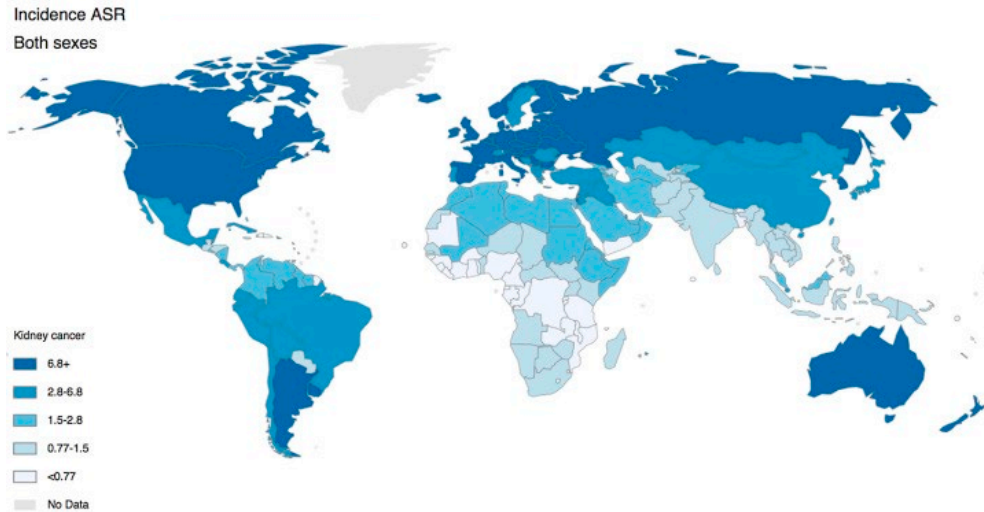 Incidence ASR
Both sexes
Kidney cancer
6.8+
2.8-6.8
1.5-2.8
0.77-1.5
<0.77
No Data